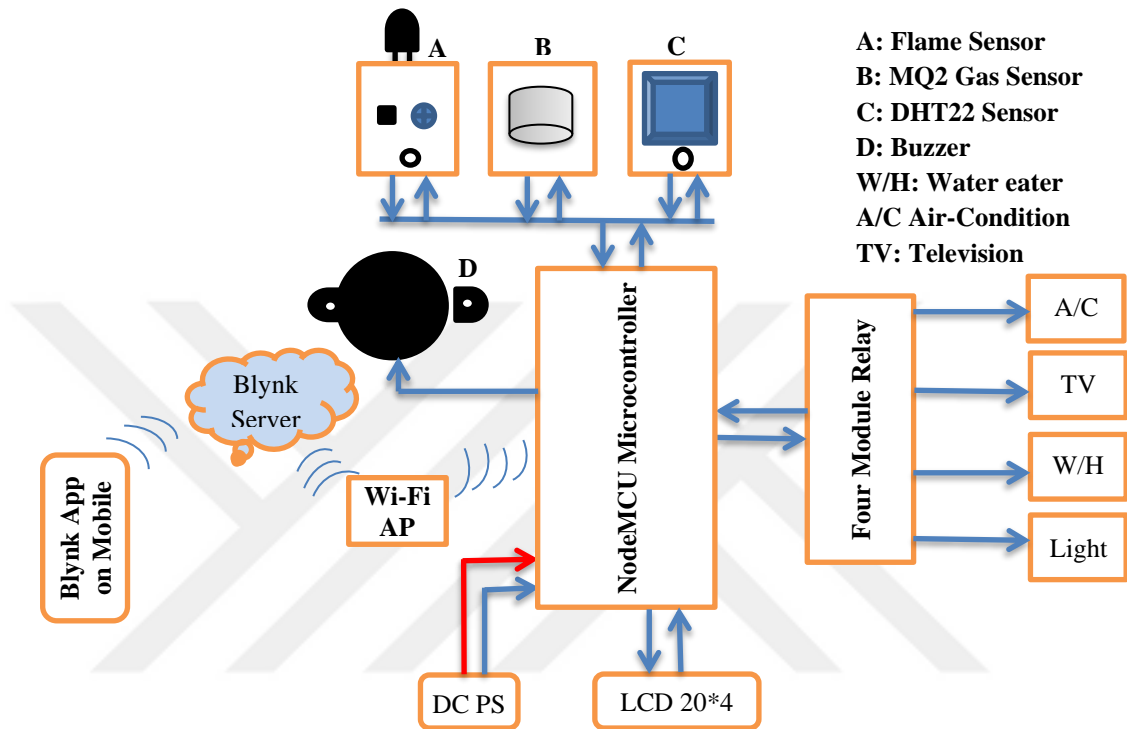 A
B
C
A: Flame Sensor
B: MQ2 Gas Sensor
C: DHT22 Sensor
D: Buzzer
W/H: Water eater
A/C Air-Condition
TV: Television
D
NodeMCU Microcontroller
Four Module Relay
A/C
TV
W/H
Light
Blynk
Server
Wi-Fi
AP
Blynk App
on Mobile
DC PS
LCD 20*4